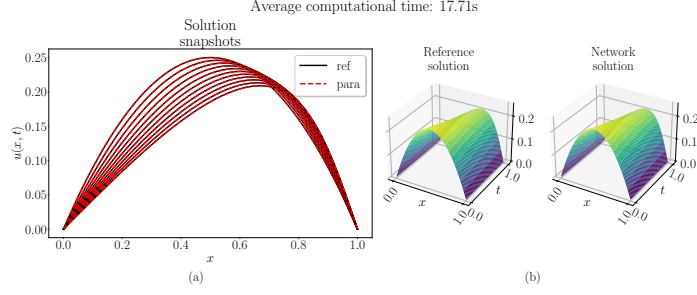 Average computational time: 17.71s
Solution
snapshots
u(x, t)
0.25
0.20
0.15
0.10
0.05
0.00
0.0 0.2 0.4 0.6 0.8 1.0
x
ref
para
(a)
Reference
solution
0.2
0.1
0.0
0.0
x
1.0
0.0
t
1.0
Network
solution
0.2
0.1
0.0
0.0
x
1.0
0.0
t
1.0
(b)